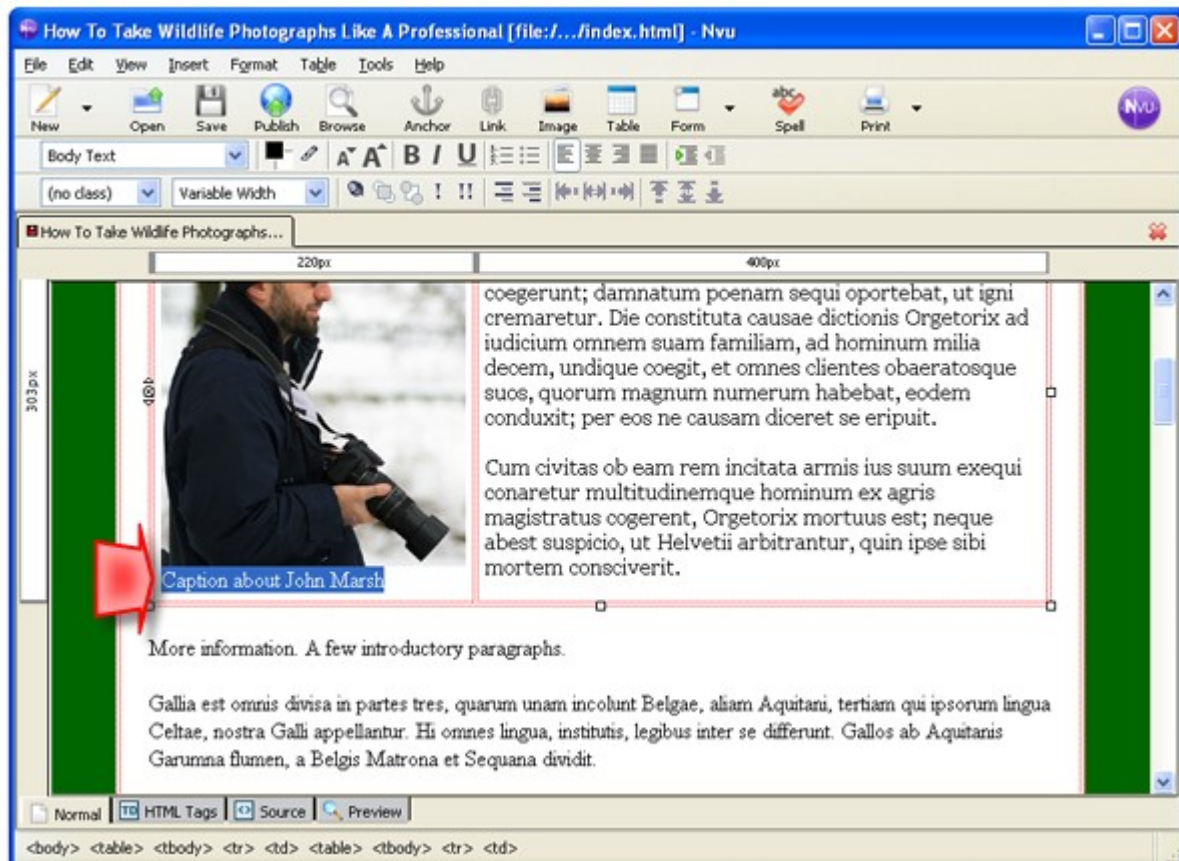 How To Take Wildlife Photographs Like A Professional [file:/.../index.html] - Nvu
File Edit View Insert Format Table Tools Help
New Open Save Publish Browse Anchor Link Image Table Form Spell Print
Body Text
(no class) Variable Width
How To Take Wildlife Photographs...
220px 400px
303px
coegerunt; damnatum poenam sequi oportebat, ut igni
cremaretur. Die constituta causae dictionis Orgetorix ad
iudicium omnem suam familiam, ad hominum milia
decem, undique coegit, et omnes clientes obaeratosque
suos, quorum magnum numerum habebat, eodem
conduxit; per eos ne causam diceret se eripuit.
Cum civitas ob eam rem incitata armis ius suum exequi
conaretur multitudinemque hominum ex agris
magistratus cogerent, Orgetorix mortuus est; neque
abest suspicio, ut Helvetii arbitrantur, quin ipse sibi
mortem consciverit.
Caption about John Marsh
More information. A few introductory paragraphs.
Gallia est omnis divisa in partes tres, quarum unam incolunt Belgae, aliam Aquitani, tertiam qui ipsorum lingua
Celtae, nostra Galli appellantur. Hi omnes lingua, institutis, legibus inter se differunt. Gallos ab Aquitanis
Garumna flumen, a Belgis Matrona et Sequana dividit.
Normal HTML Tags Source Preview
<body> <table> <tbody> <tr> <td> <table> <tbody> <tr> <td>